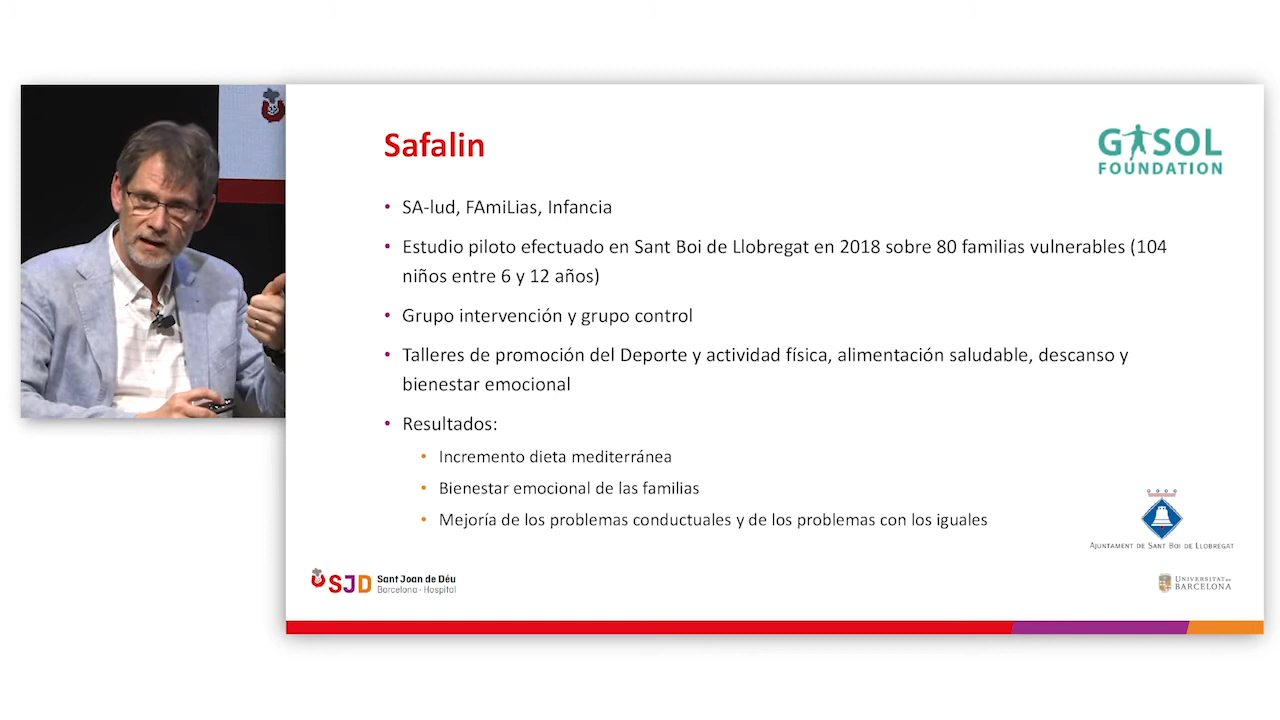 Safalin
GASOL
FOUNDATION
• SA-lud, FAmiLias, Infancia
• Estudio piloto efectuado en Sant Boi de Llobregat en 2018 sobre 80 familias vulnerables (104
niños entre 6 y 12 años)
• Grupo intervención y grupo control
• Talleres de promoción del Deporte y actividad física, alimentación saludable, descanso y
bienestar emocional
• Resultados:
• Incremento dieta mediterránea
• Bienestar emocional de las familias
• Mejoría de los problemas conductuales y de los problemas con los iguales
AJUNTAMENT DE SANT BOI DE LLOBREGAT
SJD Sant Joan de Déu
Barcelona · Hospital
UNIVERSITAT DE
BARCELONA